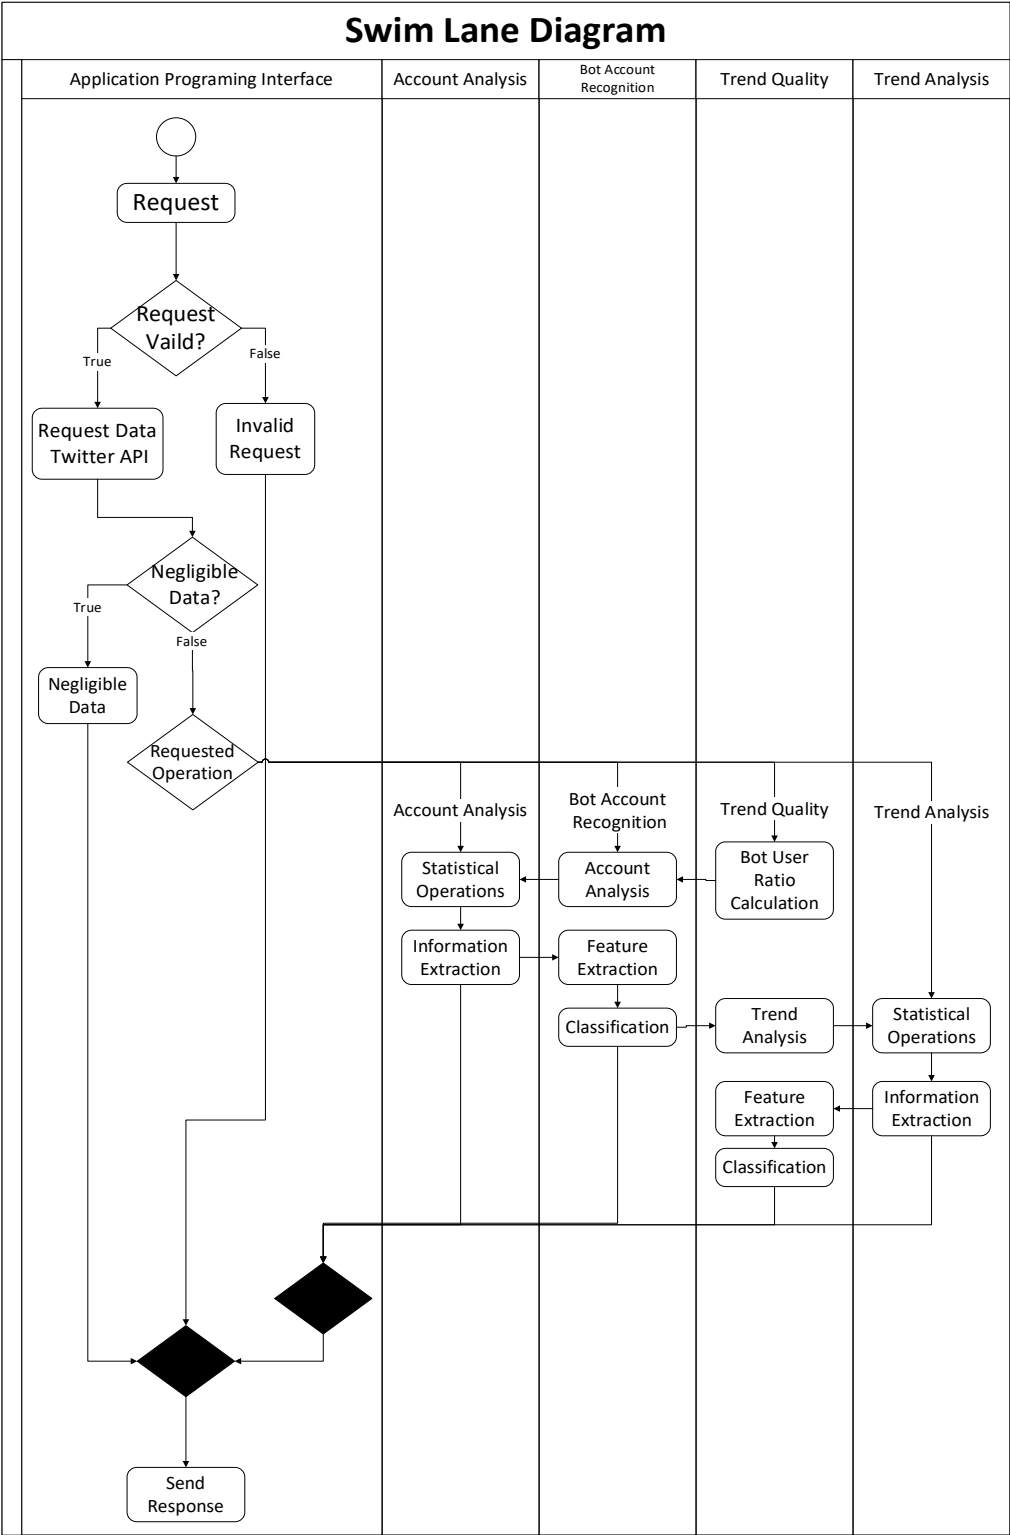 Swim Lane Diagram
Application Programing Interface
Account Analysis
Bot Account
Recognition
Trend Quality
Trend Analysis
Request
Request
Vaild?
True
False
Request Data
Twitter API
Invalid
Request
Negligible
Data?
True
False
Negligible
Data
Requested
Operation
Account Analysis
Bot Account
Recognition
Trend Quality
Trend Analysis
Statistical
Operations
Account
Analysis
Bot User
Ratio
Calculation
Information
Extraction
Feature
Extraction
Classification
Trend
Analysis
Statistical
Operations
Feature
Extraction
Information
Extraction
Classification
Send
Response